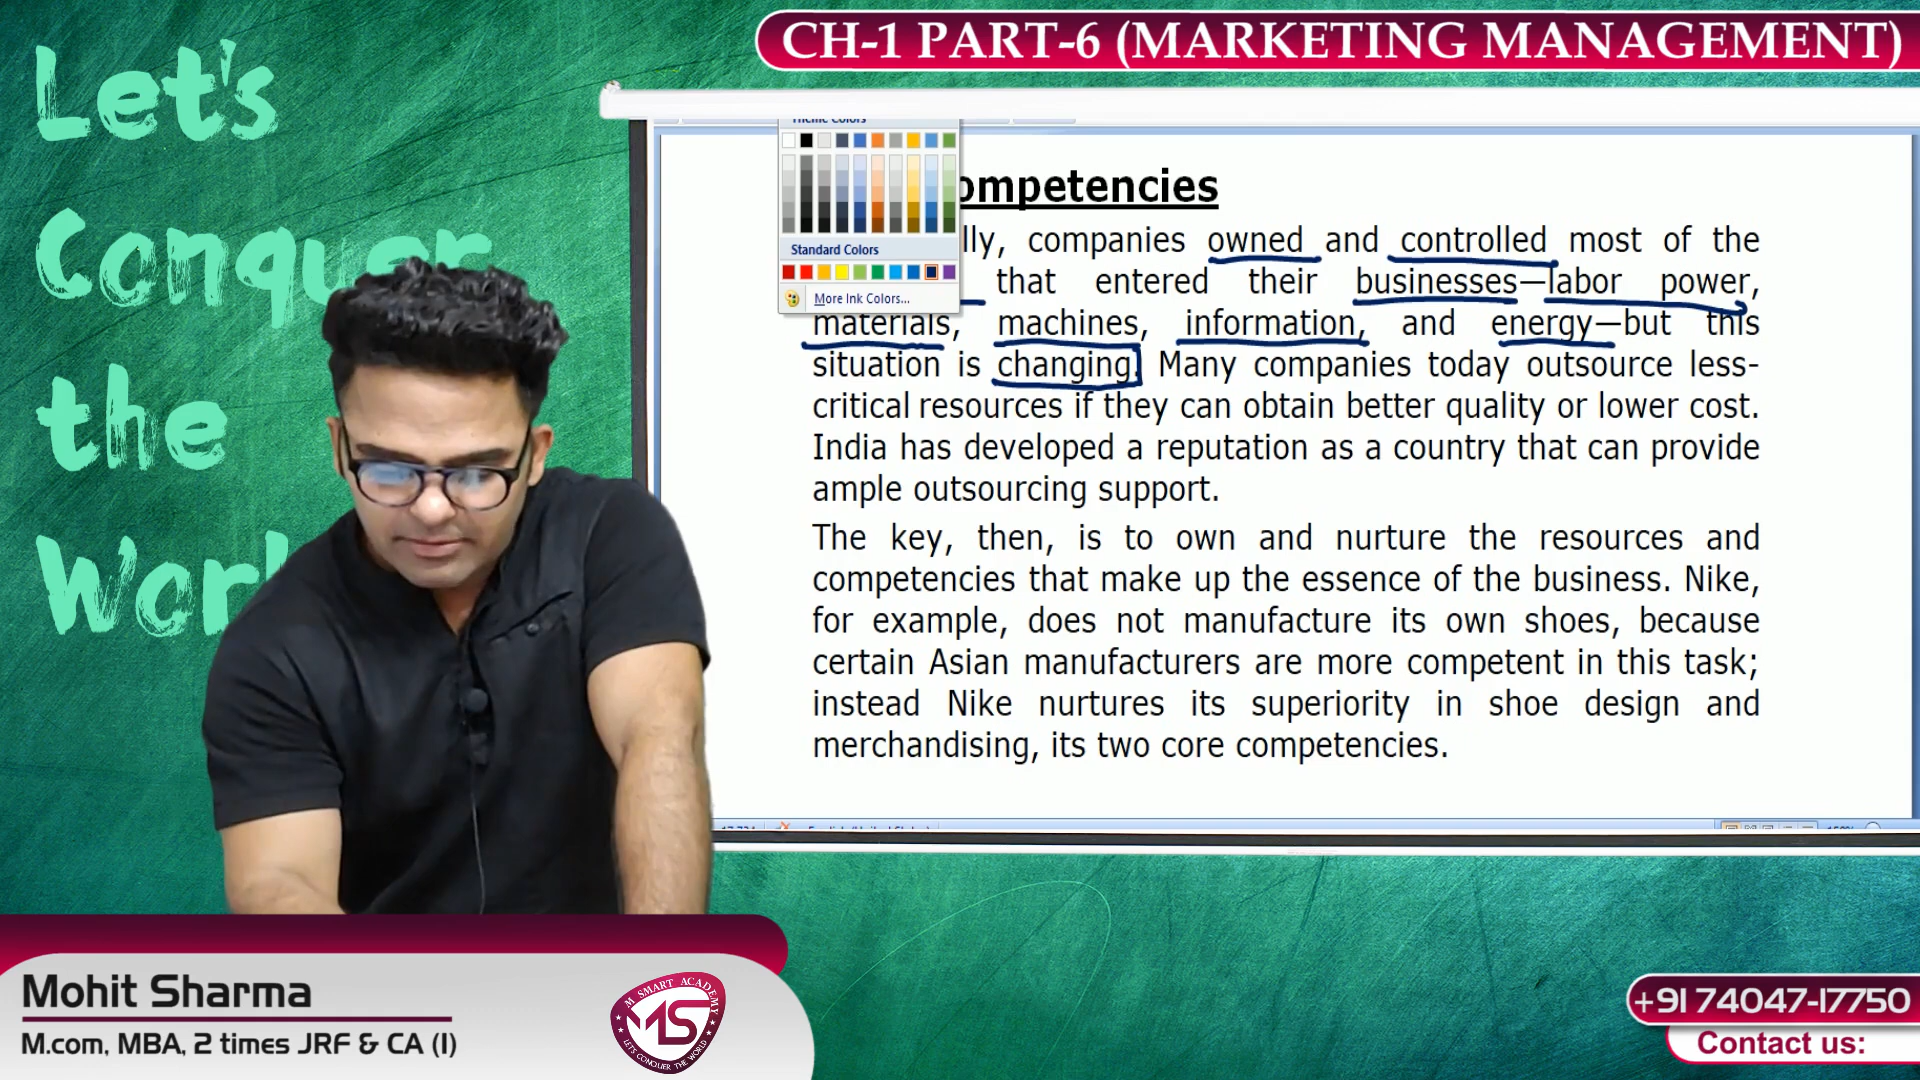 CH-1 PART-6 (MARKETING MANAGEMENT)
Let's
Conquer
the
Theme Colors
Standard Colors
More Ink Colors...
ompetencies
lly, companies owned and controlled most of the
that entered their businesses—labor power,
materials, machines, information, and energy—but this
situation is changing. Many companies today outsource less-
critical resources if they can obtain better quality or lower cost.
India has developed a reputation as a country that can provide
ample outsourcing support.
The key, then, is to own and nurture the resources and
competencies that make up the essence of the business. Nike,
for example, does not manufacture its own shoes, because
certain Asian manufacturers are more competent in this task;
instead Nike nurtures its superiority in shoe design and
merchandising, its two core competencies.
Mohit Sharma
M.com, MBA, 2 times JRF & CA (I)
M SMART ACADEMY
MS
LET'S CONQUER THE WORLD
+91 74047-17750
Contact us: